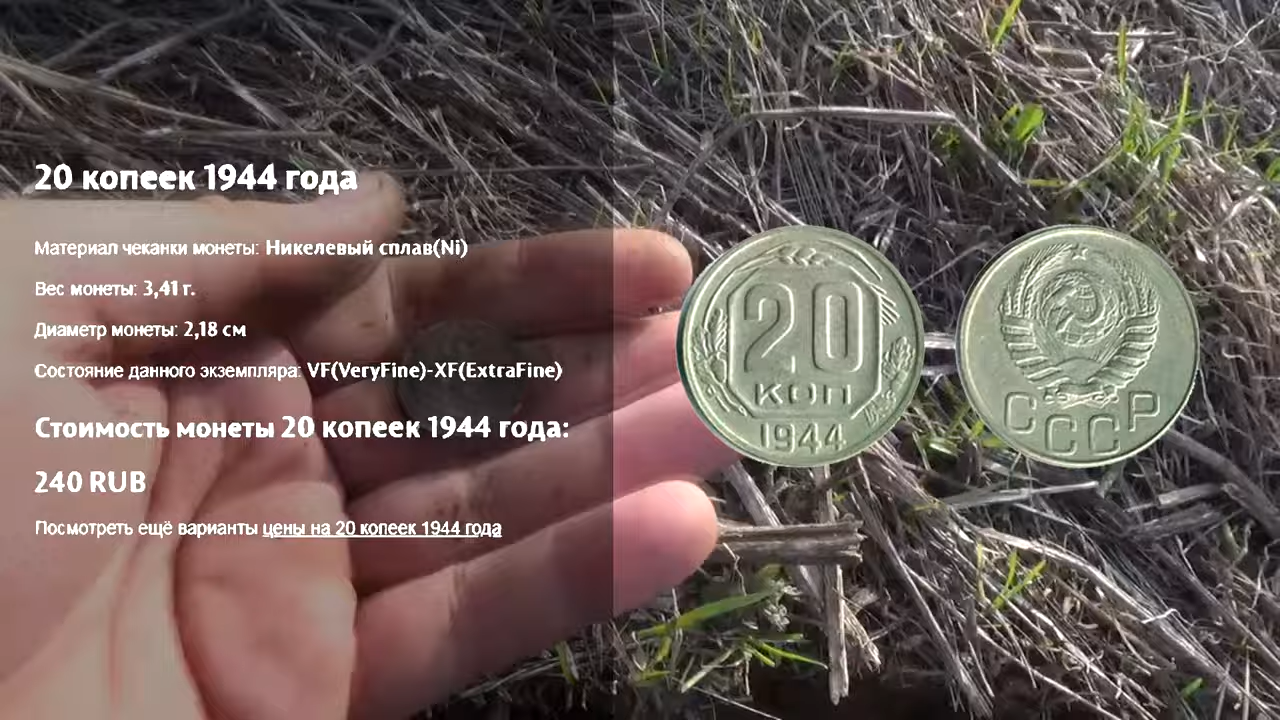 20 копеек 1944 года
Материал чеканки монеты: Никелевый сплав(Ni)
Вес монеты: 3,41 г.
Диаметр монеты: 2,18 см
Состояние данного экземпляра: VF(VeryFine)-XF(ExtraFine)
Стоимость монеты 20 копеек 1944 года:
240 RUB
Посмотреть ещё варианты цены на 20 копеек 1944 года
20
КОП
1944
СССР